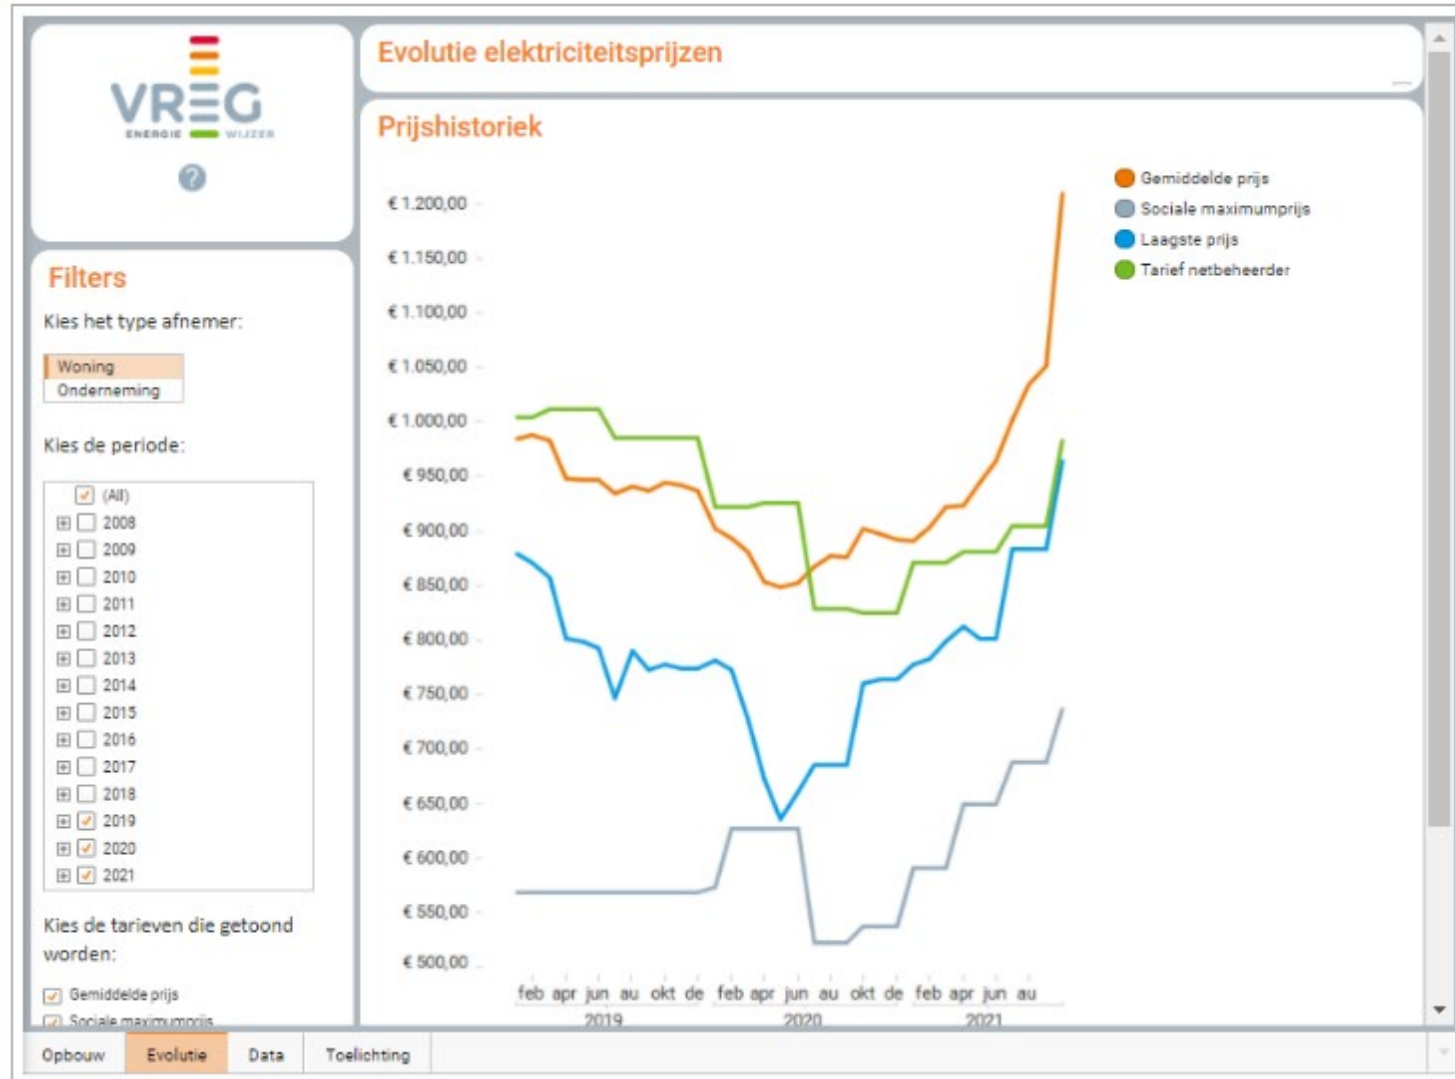 VREG
ENERGIE WIJZER
?
Filters
Kies het type afnemer:
Woning
Onderneming
Kies de periode:
(All)
2008
2009
2010
2011
2012
2013
2014
2015
2016
2017
2018
2019
2020
2021
Kies de tarieven die getoond
worden:
Gemiddelde prijs
Sociale maximumprijs
Evolutie elektriciteitsprijzen
Prijshistoriek
€ 1.200,00
€ 1.150,00
€ 1.100,00
€ 1.050,00
€ 1.000,00
€ 950,00
€ 900,00
€ 850,00
€ 800,00
€ 750,00
€ 700,00
€ 650,00
€ 600,00
€ 550,00
€ 500,00
feb apr jun au okt de feb apr jun au okt de feb apr jun au
2019 2020 2021
Gemiddelde prijs
Sociale maximumprijs
Laagste prijs
Tarief netbeheerder
Opbouw Evolutie Data Toelichting